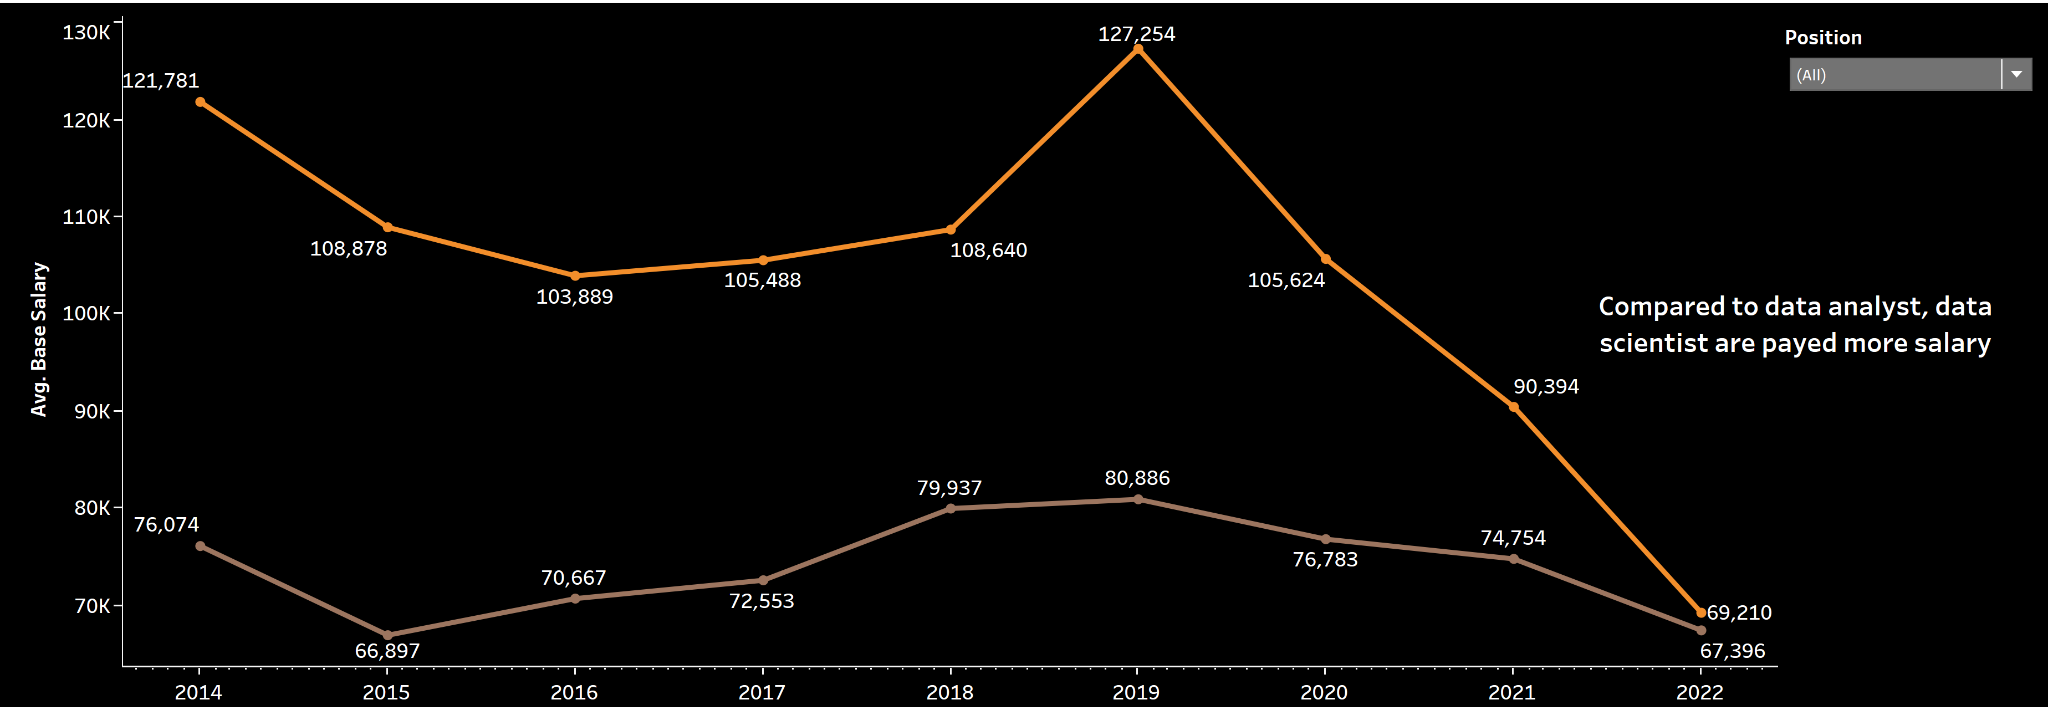 130K
120K
110K
100K
90K
80K
70K
Avg. Base Salary
121,781
108,878
103,889
105,488
108,640
127,254
105,624
90,394
69,210
76,074
66,897
70,667
72,553
79,937
80,886
76,783
74,754
67,396
2014 2015 2016 2017 2018 2019 2020 2021 2022
Position
(All)
Compared to data analyst, data
scientist are payed more salary